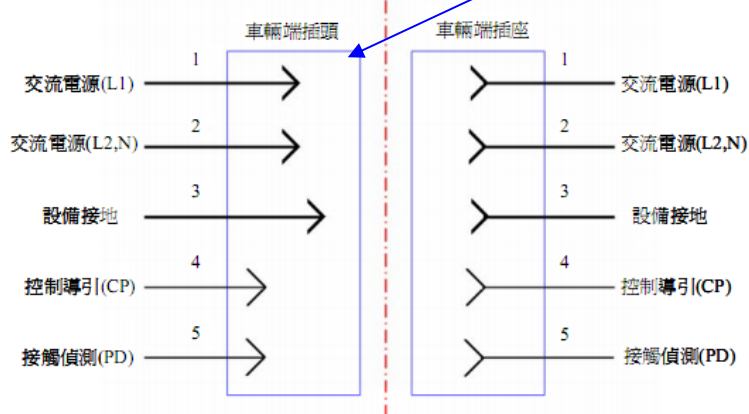 車輛端插頭
車輛端插座
1
交流電源(L1)
1
交流電源(L1)
2
交流電源(L2,N)
2
交流電源(L2,N)
3
設備接地
3
設備接地
4
控制導引(CP)
4
控制導引(CP)
5
接觸偵測(PD)
5
接觸偵測(PD)